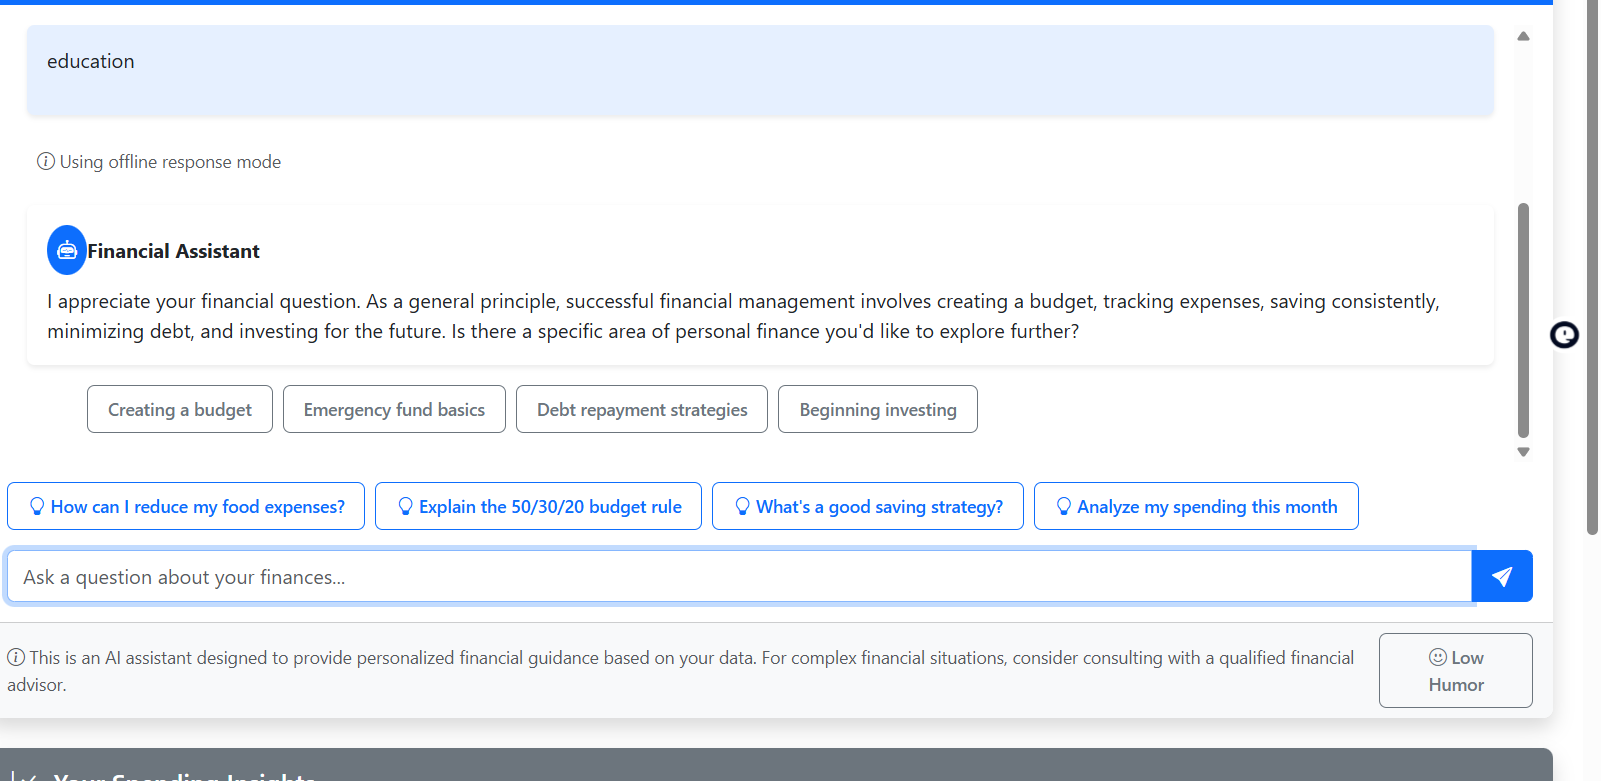 education
Using offline response mode
Financial Assistant
I appreciate your financial question. As a general principle, successful financial management involves creating a budget, tracking expenses, saving consistently,
minimizing debt, and investing for the future. Is there a specific area of personal finance you'd like to explore further?
Creating a budget
Emergency fund basics
Debt repayment strategies
Beginning investing
How can I reduce my food expenses?
Explain the 50/30/20 budget rule
What's a good saving strategy?
Analyze my spending this month
Ask a question about your finances...
This is an AI assistant designed to provide personalized financial guidance based on your data. For complex financial situations, consider consulting with a qualified financial
advisor.
Low
Humor
Your Spending Insights